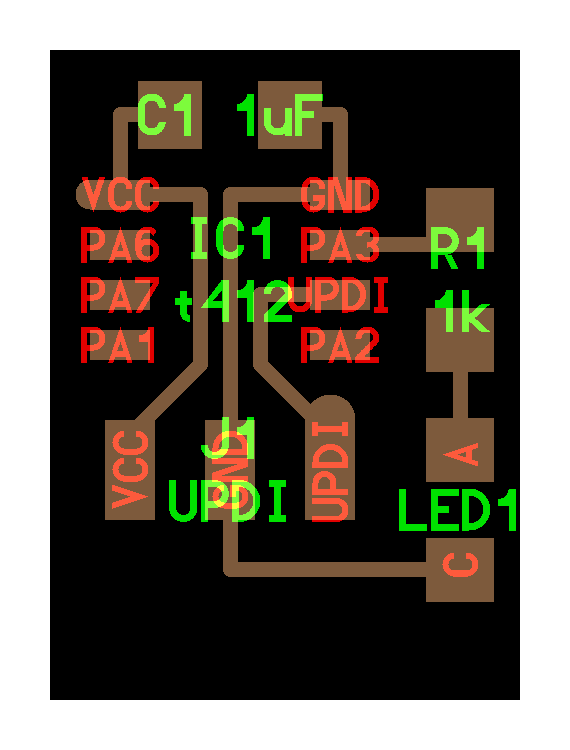 C1 1uF
VCC GND
PA6 IC1 PA3 R1
PA7 t412 UPDI 1k
PA1 PA2
J1
VCC GND UPDI A
UPDI LED1
C